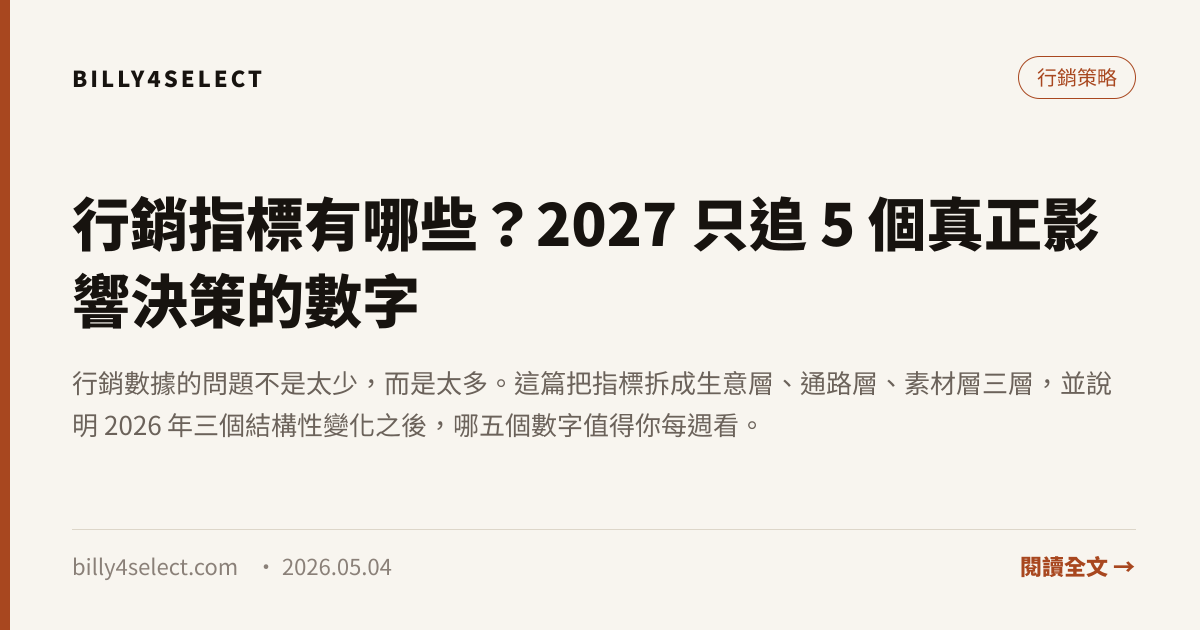 BILLY4SELECT
行銷策略
行銷指標有哪些？2027 只追 5 個真正影
響決策的數字
行銷數據的問題不是太少，而是太多。這篇把指標拆成生意層、通路層、素材層三層，並說
明 2026 年三個結構性變化之後，哪五個數字值得你每週看。
billy4select.com ・ 2026.05.04
閱讀全文 →